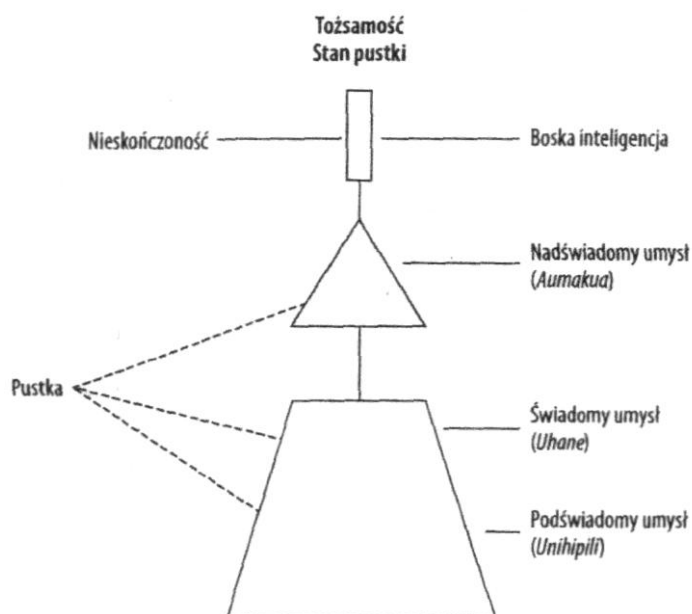 Tożsamość
Stan pustki
Nieskończoność
Boska inteligencja
Nadświadomy umysł
(Aumakua)
Pustka
Świadomy umysł
(Uhane)
Podświadomy umysł
(Unihipili)